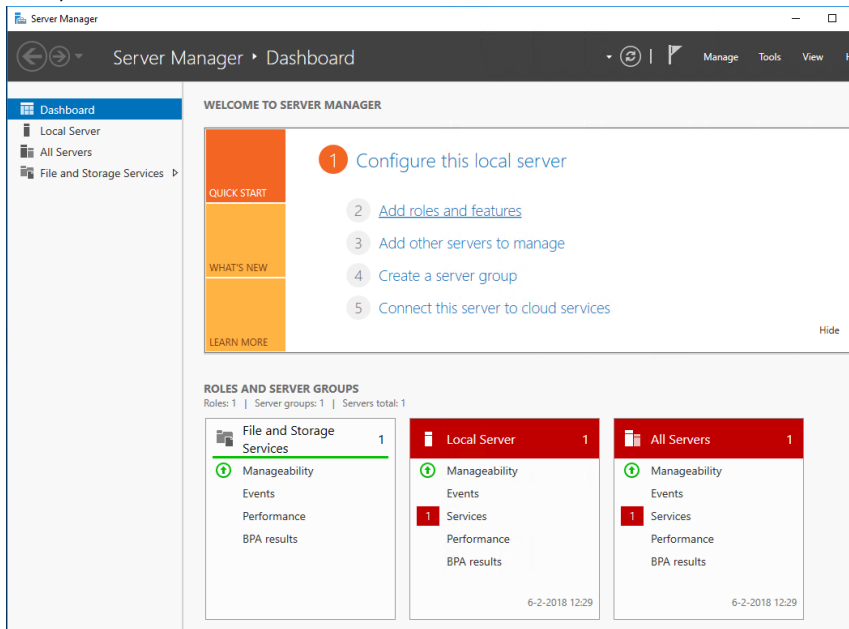 Server Manager
Server Manager • Dashboard
Manage Tools View
Dashboard
Local Server
All Servers
File and Storage Services
WELCOME TO SERVER MANAGER
QUICK START
WHAT'S NEW
LEARN MORE
1 Configure this local server
2 Add roles and features
3 Add other servers to manage
4 Create a server group
5 Connect this server to cloud services
Hide
ROLES AND SERVER GROUPS
Roles: 1 | Server groups: 1 | Servers total: 1
File and Storage
Services 1
Manageability
Events
Performance
BPA results
Local Server 1
Manageability
Events
1 Services
Performance
BPA results
6-2-2018 12:29
All Servers 1
Manageability
Events
1 Services
Performance
BPA results
6-2-2018 12:29